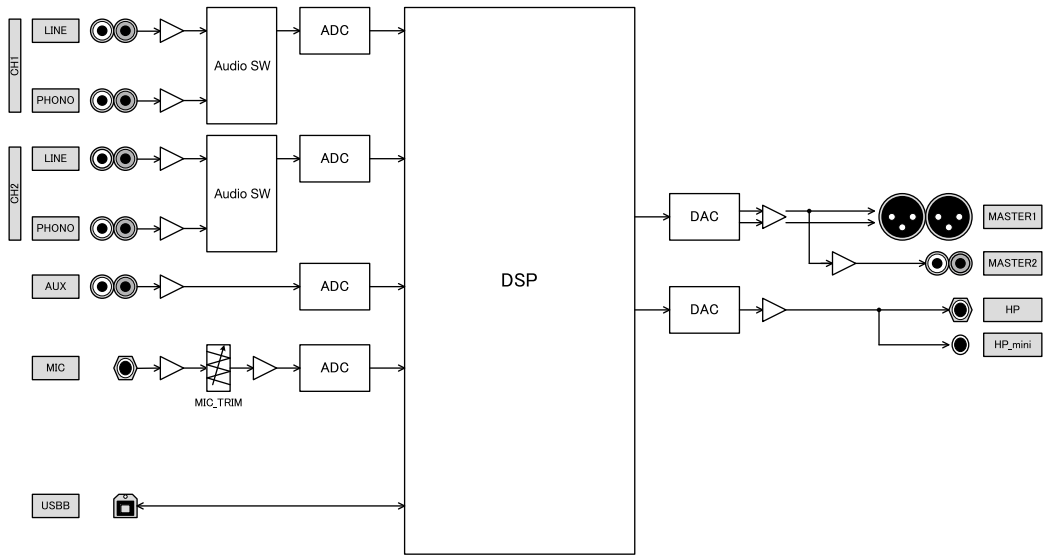 CH1
LINE
PHONO
Audio SW
ADC
CH2
LINE
PHONO
Audio SW
ADC
AUX
ADC
MIC
MIC_TRIM
ADC
USBB
DSP
DAC
MASTER1
MASTER2
DAC
HP
HP_mini